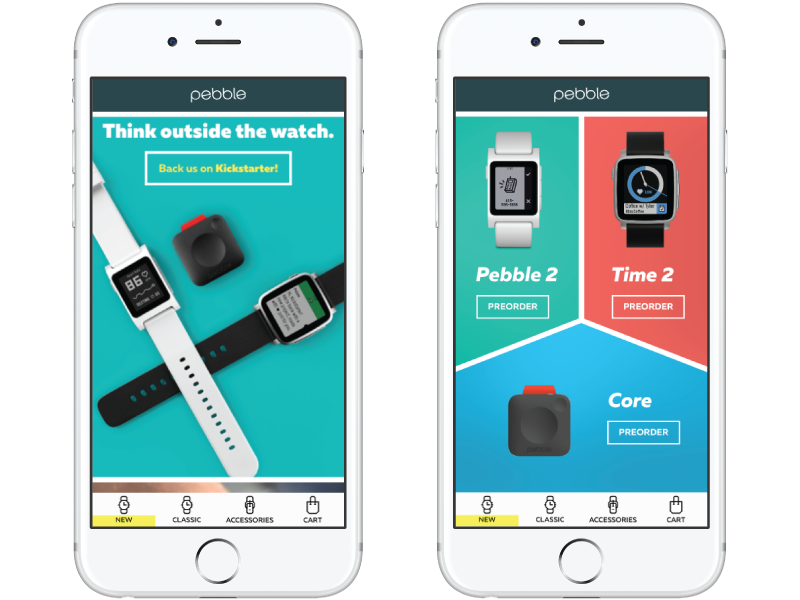 pebble
Think outside the watch.
Back us on Kickstarter!
86
NEW
CLASSIC
ACCESSORIES
CART
pebble
Pebble 2
PREORDER
Time 2
PREORDER
Core
PREORDER
pebble
NEW
CLASSIC
ACCESSORIES
CART